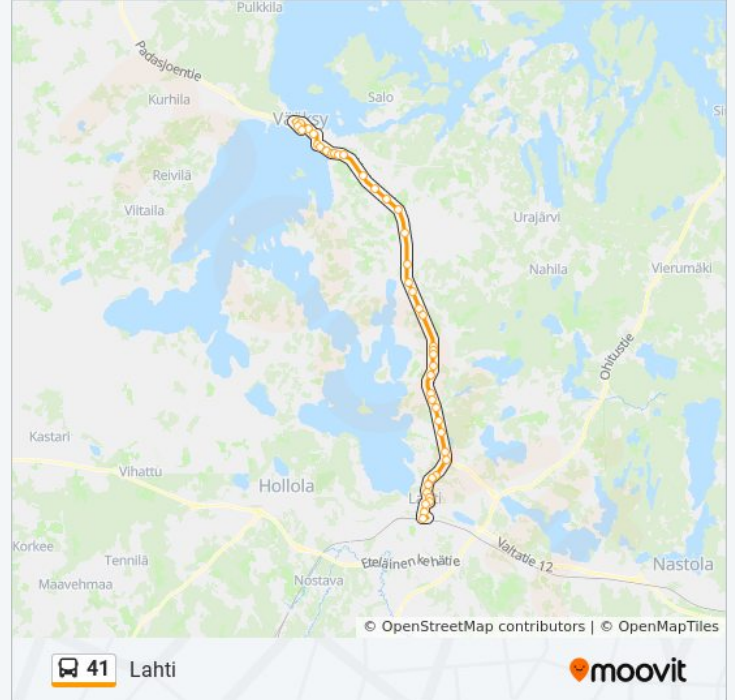 Pulkkila
Padasjoentie
Kurhila
Salo
Vääksy
Si
Reivilä
Viitaila
Urajärvi
Nahila
Vierumäki
Ohitustie
Kastari
Vihattu
Hollola
Lahti
Korkee
Tennilä
Eteläinen kehätie
Valtatie 12
Nastola
Maavehmaa
Nostava
© OpenStreetMap contributors | © OpenMapTiles
41 Lahti
moovit